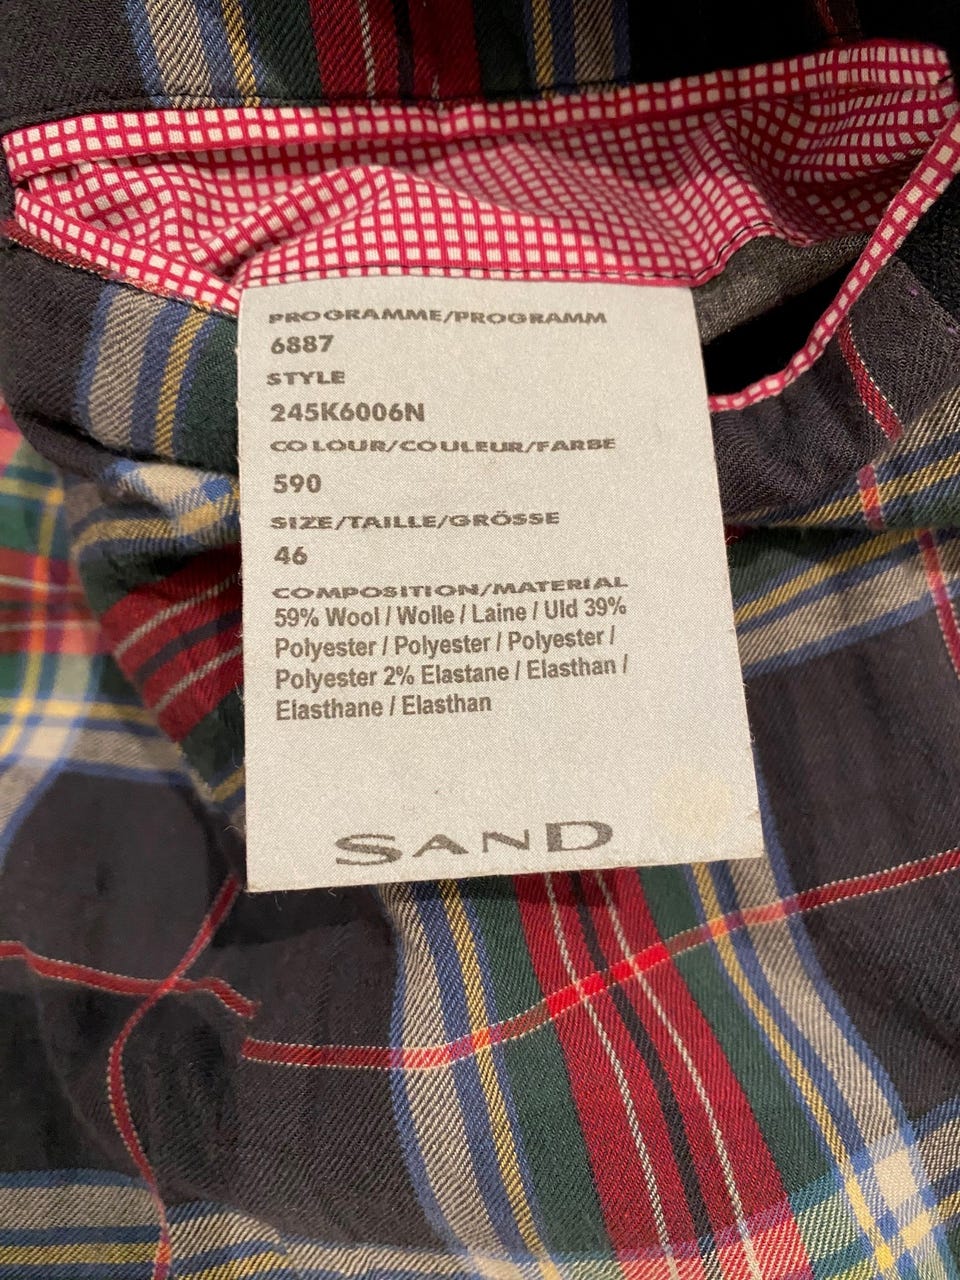 PROGRAMME/PROGRAMM
6887
STYLE
245K6006N
COLOUR/COULEUR/FARBE
590
SIZE/TAILLE/GRÖSSE
46
COMPOSITION/MATERIAL
59% Wool / Wolle / Laine / Uld 39%
Polyester / Polyester / Polyester /
Polyester 2% Elastane / Elasthan /
Elasthane / Elasthan
SAND